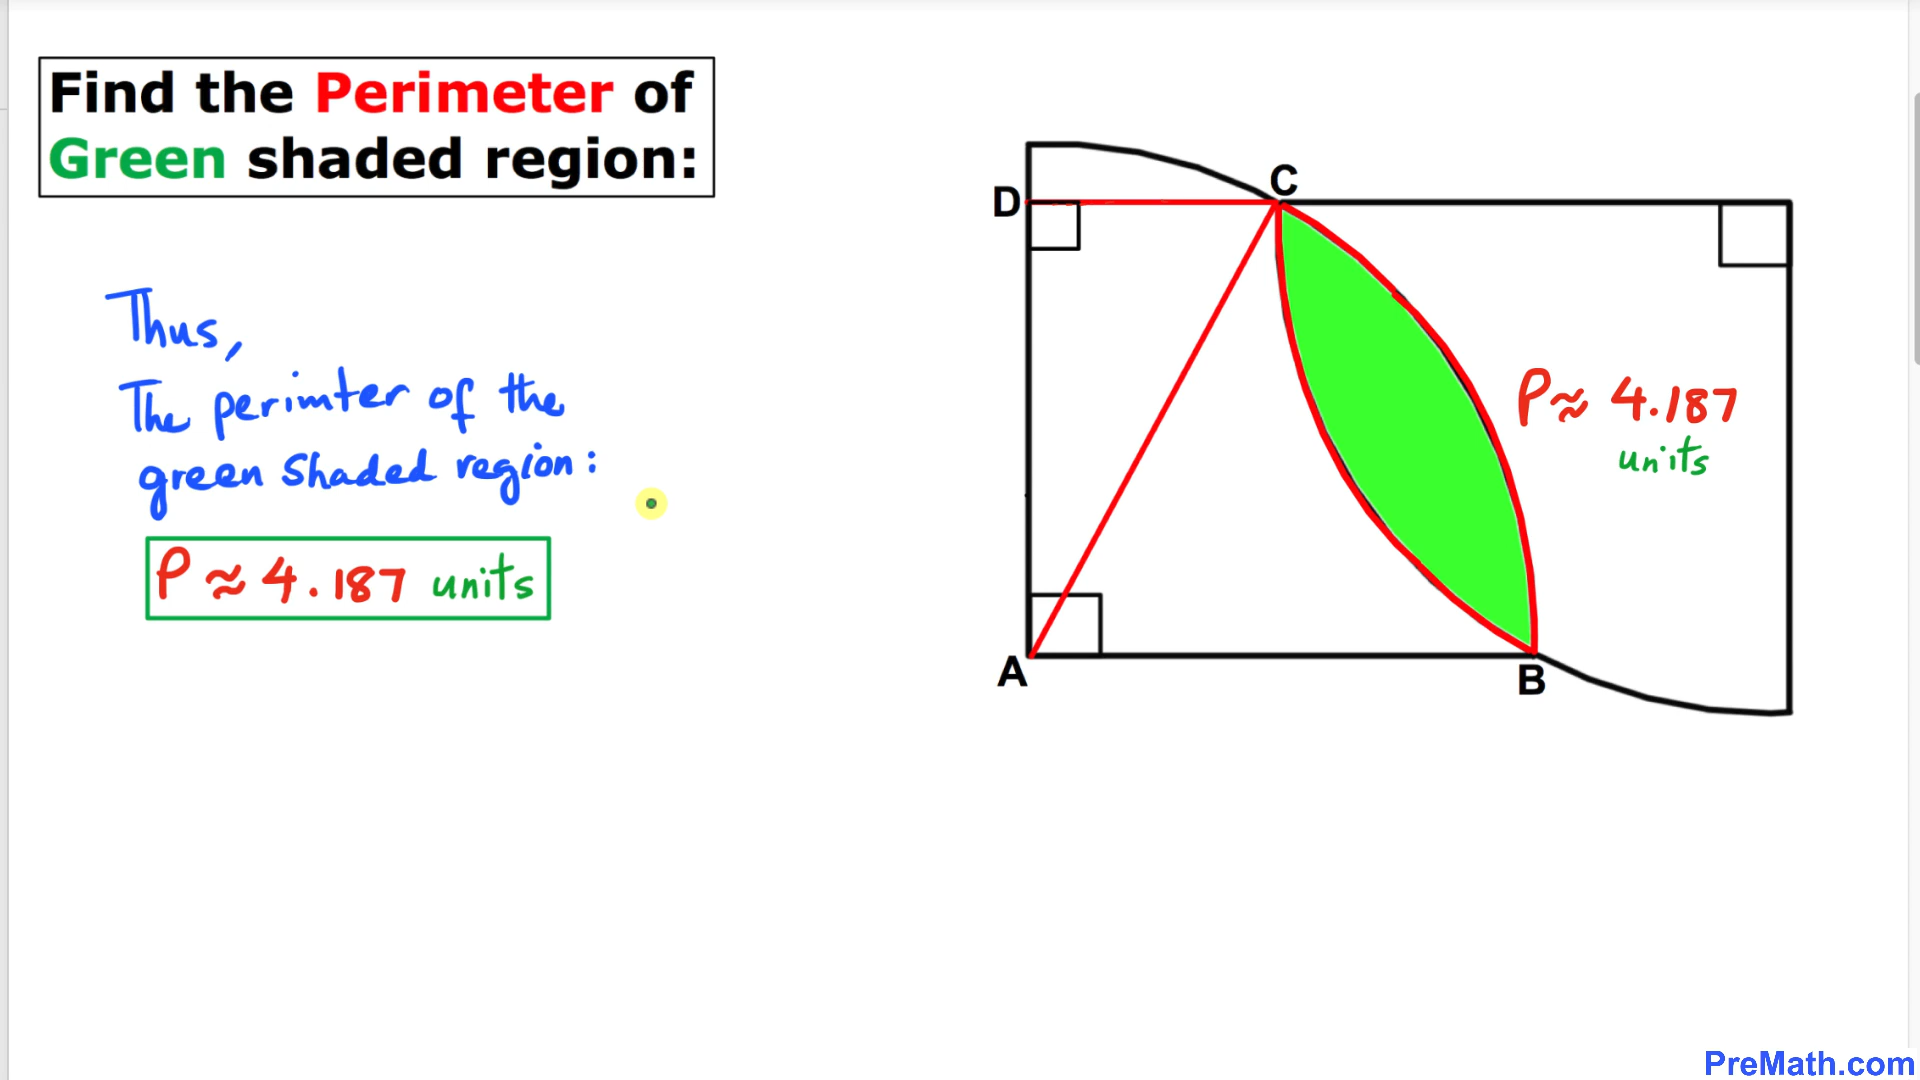 Find the Perimeter of
Green shaded region:
Thus,
The perimter of the
green shaded region:
P ≈ 4.187 units
D
C
P ≈ 4.187
units
A
B
PreMath.com